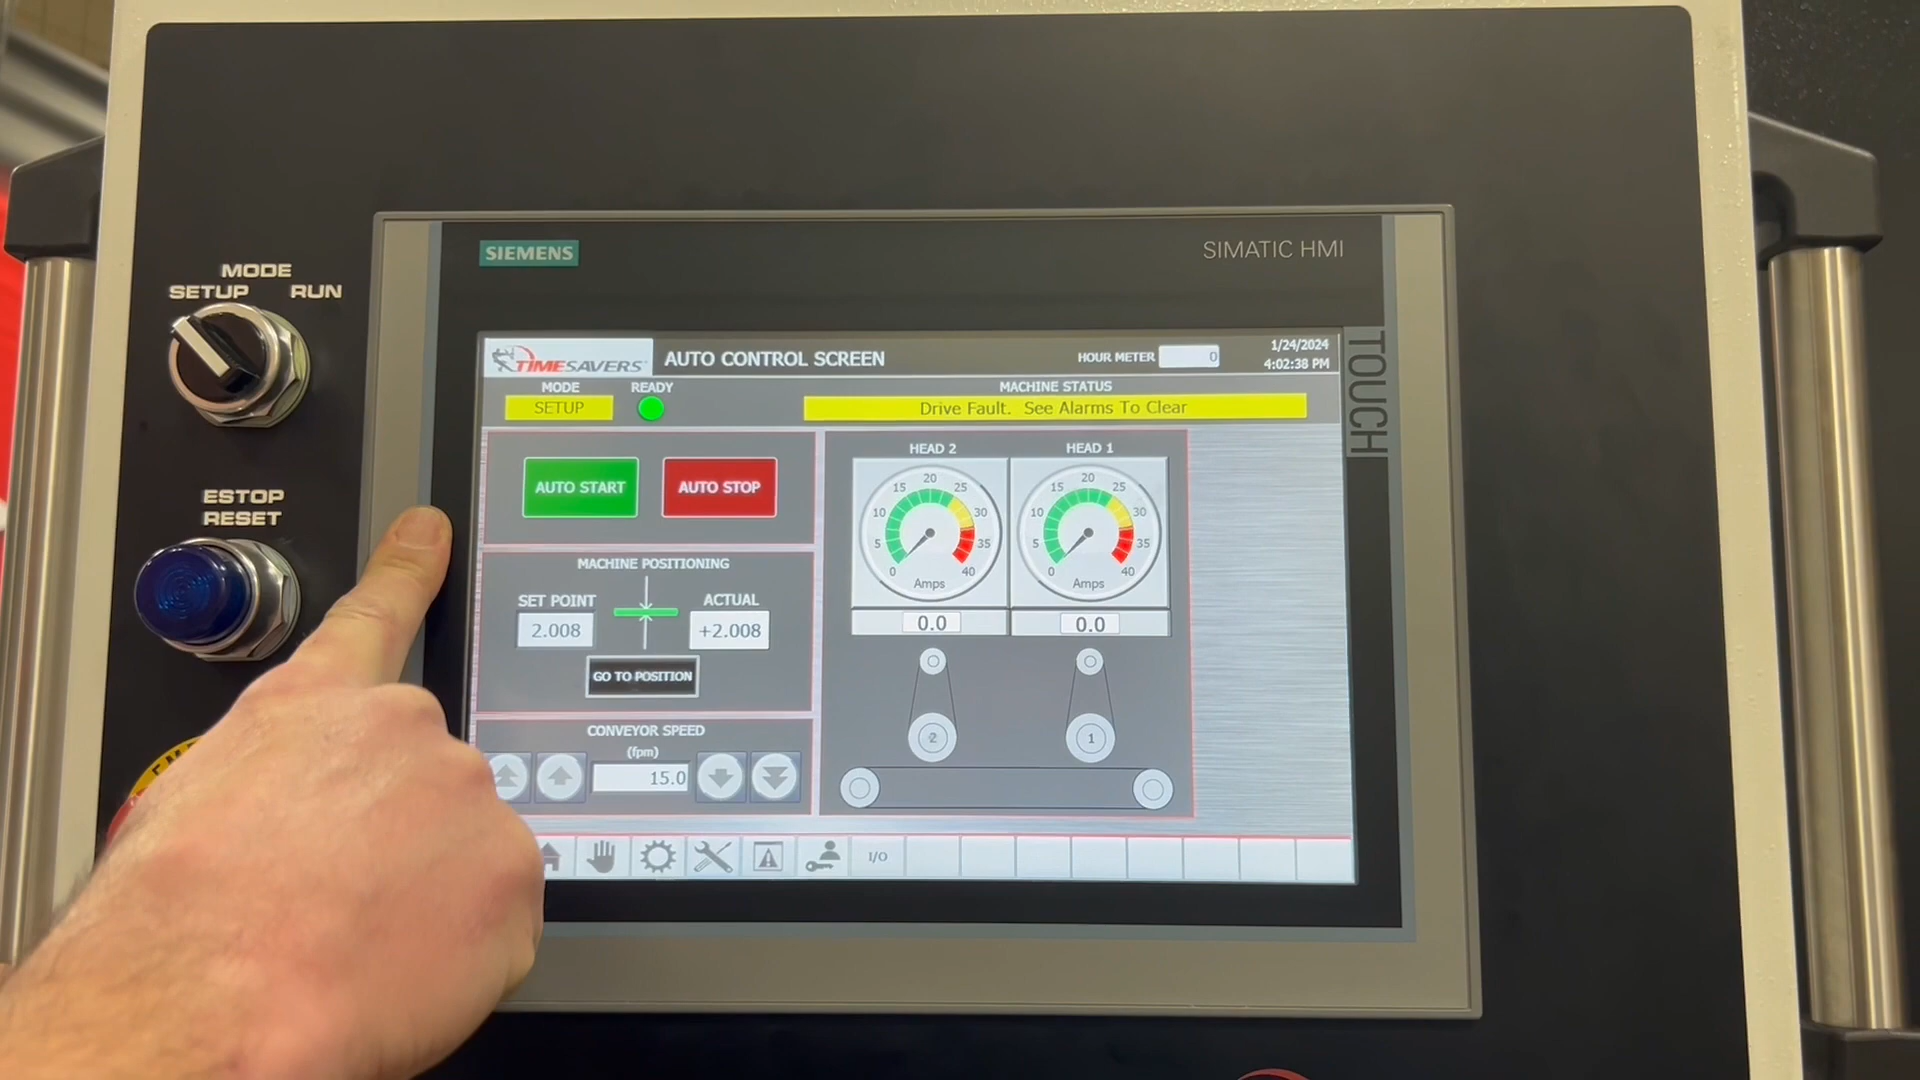 MODE
SETUP RUN
ESTOP
RESET
SIEMENS
SIMATIC HMI
TOUCH
TIMESAVERS
AUTO CONTROL SCREEN
HOUR METER 0
1/24/2024
4:02:38 PM
MODE
READY
MACHINE STATUS
SETUP
Drive Fault. See Alarms To Clear
AUTO START
AUTO STOP
MACHINE POSITIONING
SET POINT
ACTUAL
2.008
+2.008
GO TO POSITION
CONVEYOR SPEED
(fpm)
15.0
HEAD 2
0 5 10 15 20 25 30 35 40
Amps
0.0
HEAD 1
0 5 10 15 20 25 30 35 40
Amps
0.0
2
1
I/O